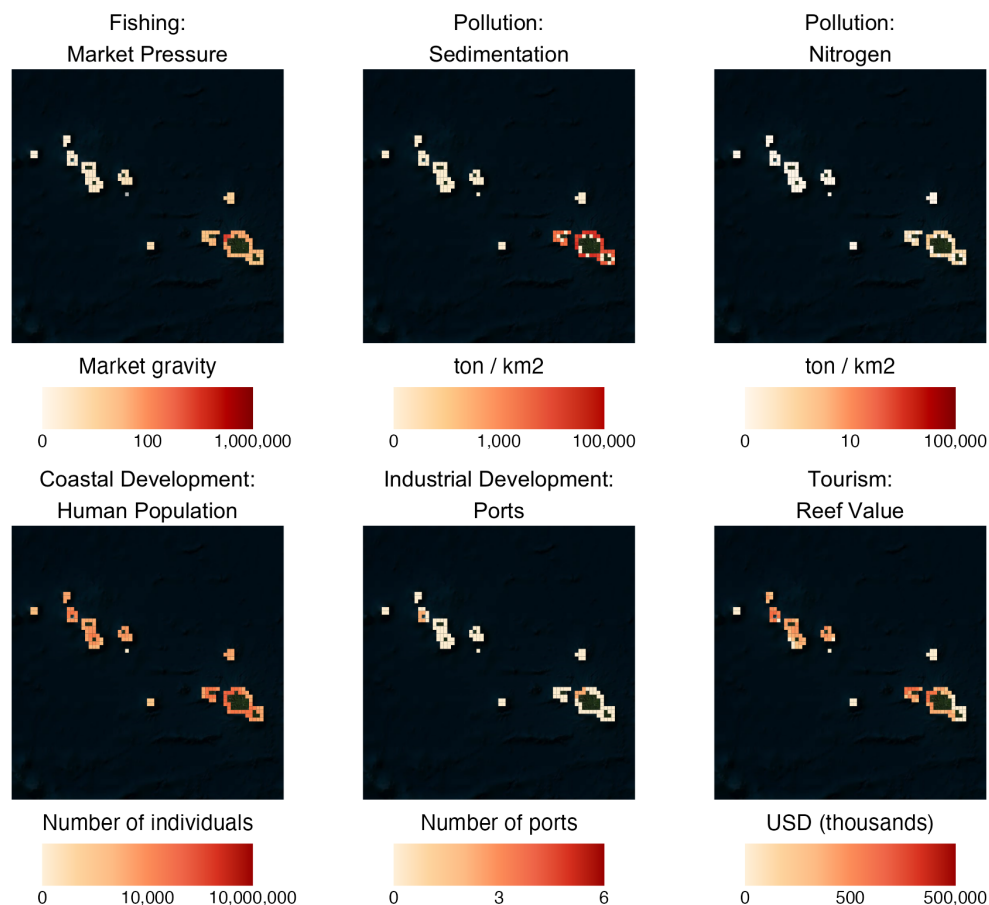 Fishing:
Market Pressure
Pollution:
Sedimentation
Pollution:
Nitrogen
Market gravity
0 100 1,000,000
ton / km2
0 1,000 100,000
ton / km2
0 10 100,000
Coastal Development:
Human Population
Industrial Development:
Ports
Tourism:
Reef Value
Number of individuals
0 10,000 10,000,000
Number of ports
0 3 6
USD (thousands)
0 500 500,000